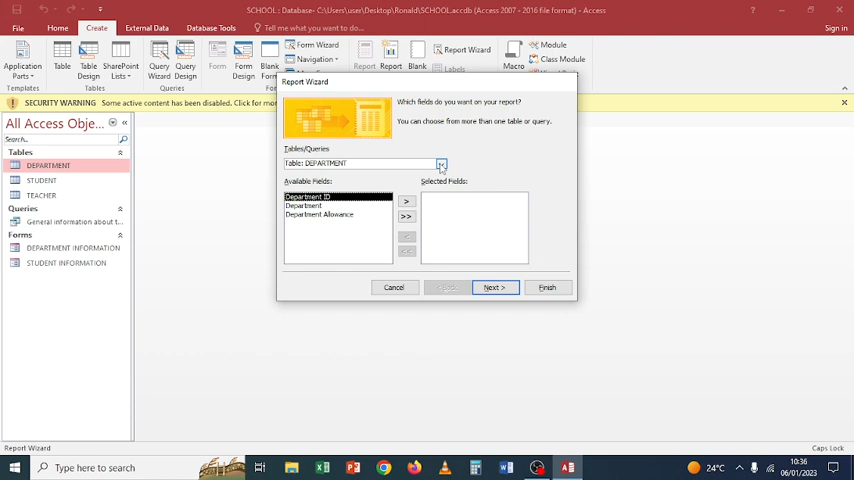 SCHOOL : Database- C:\Users\user\Desktop\Ronald\SCHOOL.accdb (Access 2007 - 2016 file format) - Access
File Home Create External Data Database Tools Tell me what you want to do...
Sign in
Application Parts
Table
Table Design
SharePoint Lists
Query Wizard
Query Design
Form
Form Design
Blank
Form Wizard
Navigation
Report
Report
Blank
Report Wizard
Labels
Macro
Module
Class Module
Templates
Tables
Queries
SECURITY WARNING Some active content has been disabled. Click for mor
All Access Obje...
Search...
Tables
DEPARTMENT
STUDENT
TEACHER
Queries
General information about t...
Forms
DEPARTMENT INFORMATION
STUDENT INFORMATION
Report Wizard
Which fields do you want on your report?
You can choose from more than one table or query.
Tables/Queries
Table: DEPARTMENT
Available Fields:
Selected Fields:
Department ID
Department
Department Allowance
>
>>
<
<<
Cancel
< Back
Next >
Finish
Report Wizard
Caps Lock
Type here to search
24°C
10:36
06/01/2023